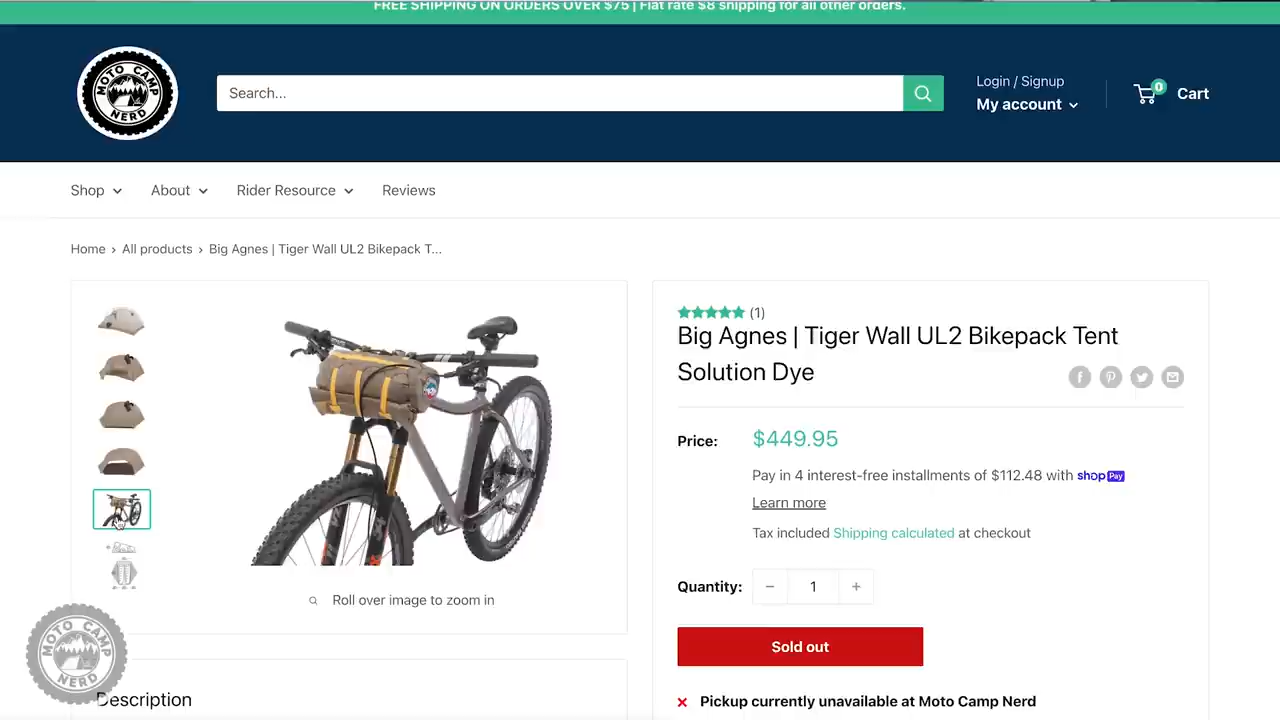 FREE SHIPPING ON ORDERS OVER $75 | Flat rate $8 shipping for all other orders.
MOTO CAMP NERD
Search...
Login / Signup
My account
0
Cart
Shop
About
Rider Resource
Reviews
Home › All products › Big Agnes | Tiger Wall UL2 Bikepack T...
(1)
Big Agnes | Tiger Wall UL2 Bikepack Tent
Solution Dye
Price: $449.95
Pay in 4 interest-free installments of $112.48 with shop Pay
Learn more
Tax included Shipping calculated at checkout
Quantity: − 1 +
Sold out
Pickup currently unavailable at Moto Camp Nerd
Roll over image to zoom in
MOTO CAMP NERD
Description